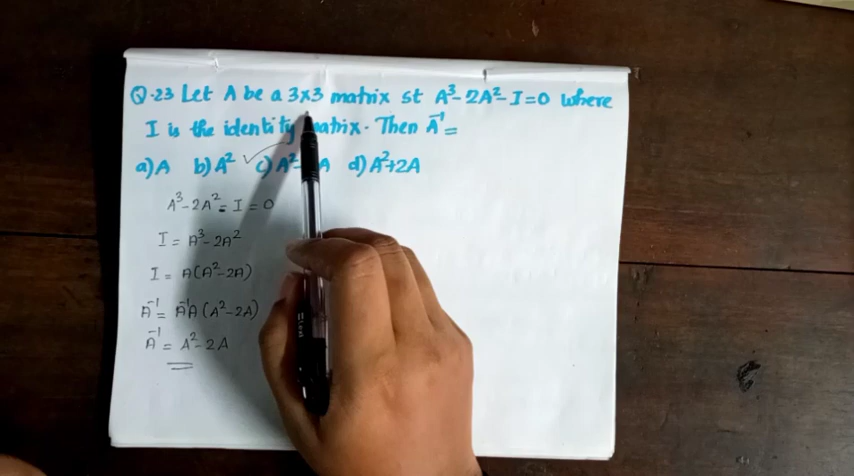 Q.23 Let A be a 3x3 matrix st A³-2A²-I=0 where
I is the identity matrix. Then A⁻¹=
a)A b)A² ✓c)A²- A d)A²+2A
A³-2A²-I=0
I = A³-2A²
I = A(A²-2A)
A⁻¹= A⁻¹A(A²-2A)
A⁻¹ = A²-2A